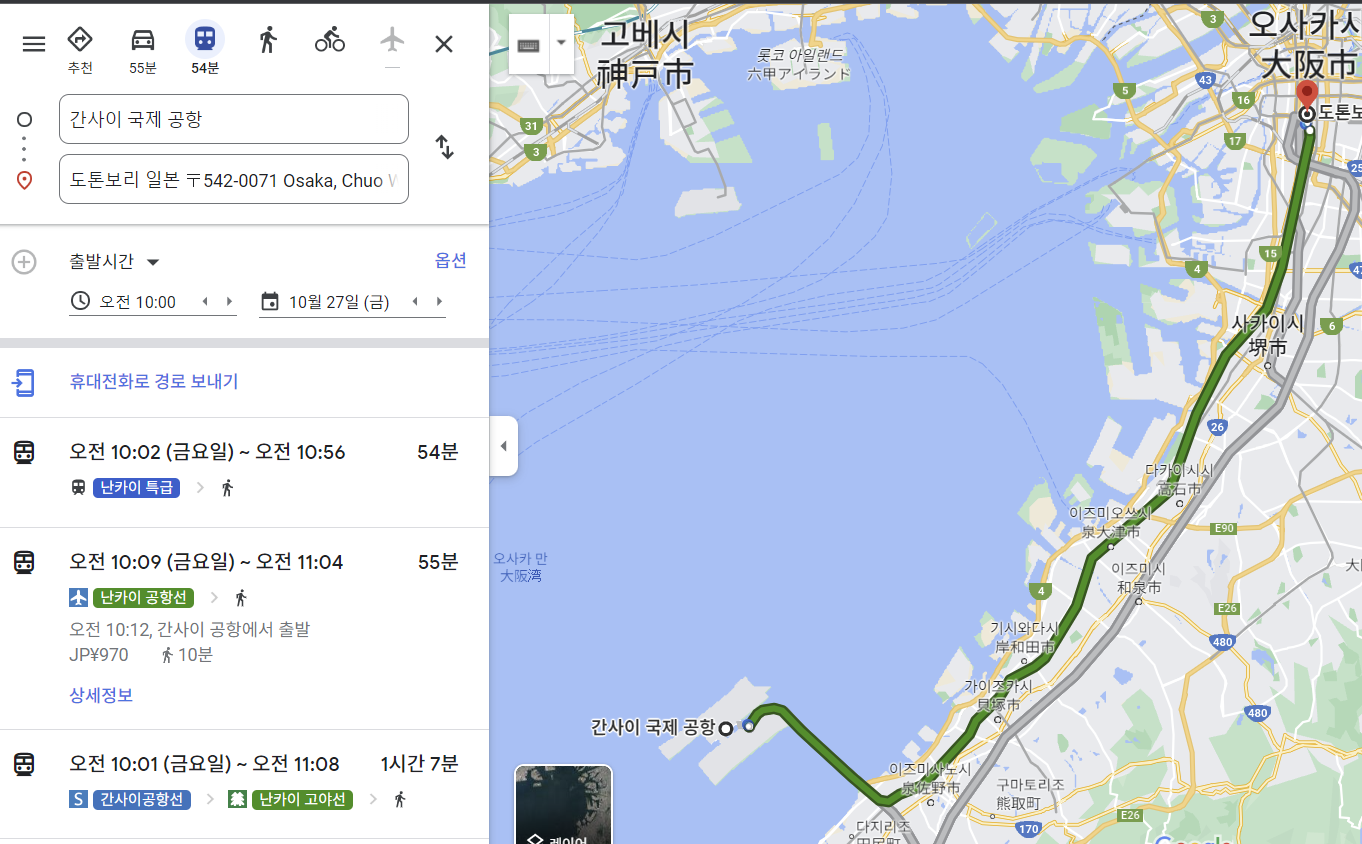 추천
55분
54분
간사이 국제 공항
도톤보리 일본 〒542-0071 Osaka, Chuo W
출발시간
옵션
오전 10:00
10월 27일 (금)
휴대전화로 경로 보내기
오전 10:02 (금요일) ~ 오전 10:56
54분
난카이 특급
오전 10:09 (금요일) ~ 오전 11:04
55분
난카이 공항선
오전 10:12, 간사이 공항에서 출발
JP¥970
10분
상세정보
오전 10:01 (금요일) ~ 오전 11:08
1시간 7분
S 간사이공항선
난카이 고야선
고베시
神戸市
롯코 아일랜드
六甲アイランド
오사카시
大阪市
3
43
5
16
31
3
17
도톤보
25
15
4
47
사카이시
堺市
6
26
다카이시시
高石市
이즈미오쓰시
泉大津市
E90
오사카 만
大阪湾
이즈미시
和泉市
大
4
E26
기시와다시
岸和田市
480
가이즈카시
貝塚市
480
간사이 국제 공항
이즈미사노시
泉佐野市
구마토리조
熊取町
E26
170
다지리조
田尻町
레이어
Google